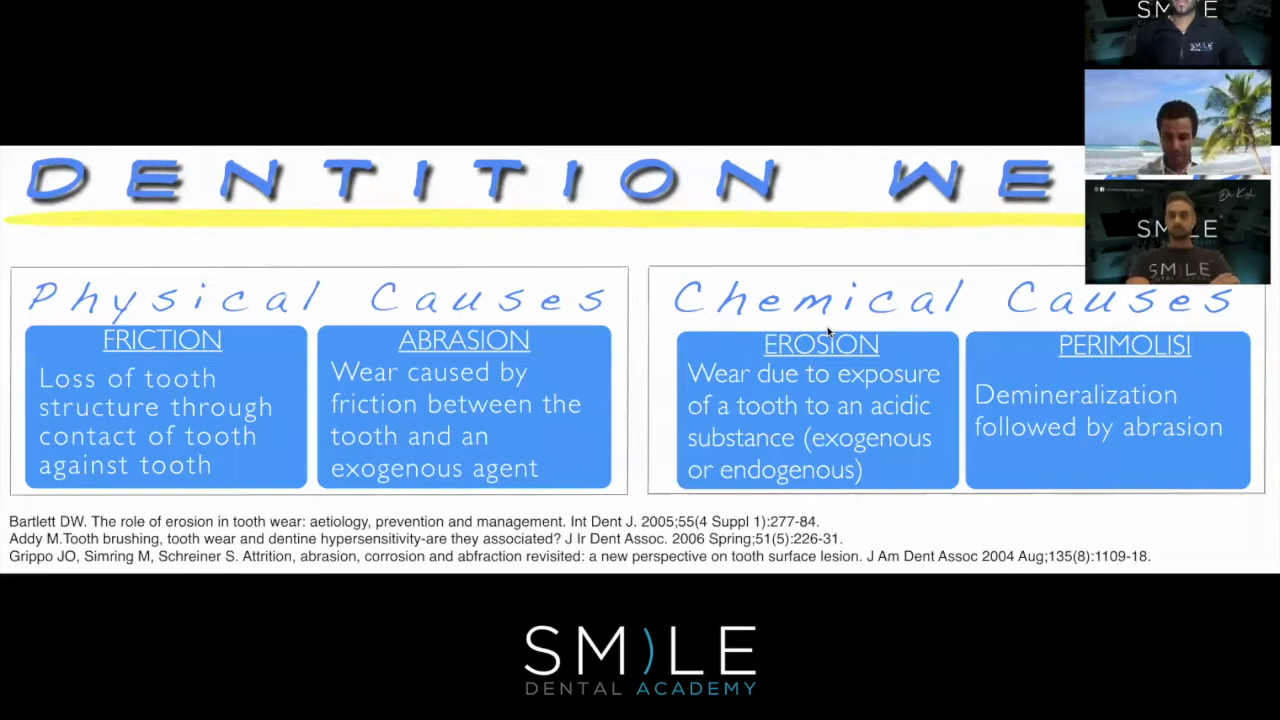 SMILE
DENTITION WE
SMILE
SMILE
Physical Causes
Chemical Causes
FRICTION
Loss of tooth
structure through
contact of tooth
against tooth
ABRASION
Wear caused by
friction between the
tooth and an
exogenous agent
EROSION
Wear due to exposure
of a tooth to an acidic
substance (exogenous
or endogenous)
PERIMOLISI
Demineralization
followed by abrasion
Bartlett DW. The role of erosion in tooth wear: aetiology, prevention and management. Int Dent J. 2005;55(4 Suppl 1):277-84.
Addy M.Tooth brushing, tooth wear and dentine hypersensitivity-are they associated? J Ir Dent Assoc. 2006 Spring;51(5):226-31.
Grippo JO, Simring M, Schreiner S. Attrition, abrasion, corrosion and abfraction revisited: a new perspective on tooth surface lesion. J Am Dent Assoc 2004 Aug;135(8):1109-18.
SMILE
DENTAL ACADEMY